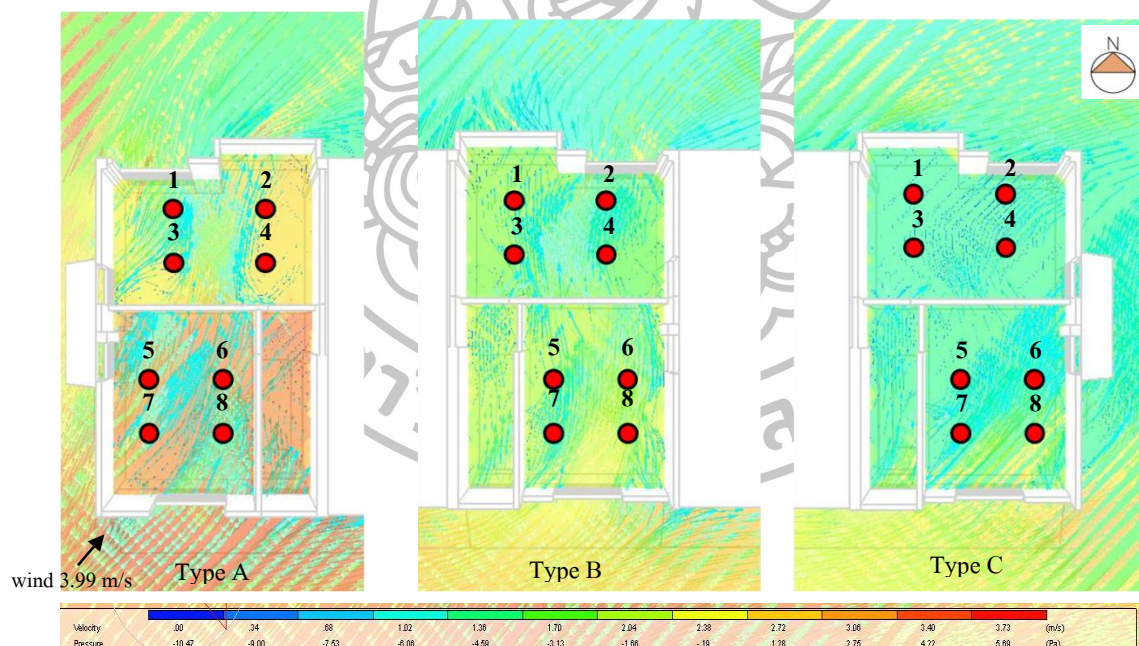 N
1 2
3 4
5 6
7 8
1 2
3 4
5 6
7 8
1 2
3 4
5 6
7 8
wind 3.99 m/s
Type A
Type B
Type C
Velocity .00 .34 .68 1.02 1.36 1.70 2.04 2.38 2.72 3.06 3.40 3.73 (m/s)
Pressure -10.47 -9.00 -7.53 -6.06 -4.59 -3.13 -1.66 -.19 1.28 2.75 4.22 5.69 (Pa)